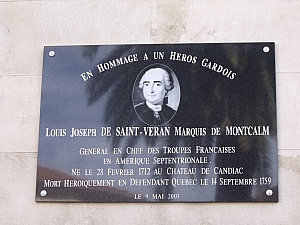 EN HOMMAGE A UN HEROS GARDOIS
LOUIS JOSEPH DE SAINT-VERAN MARQUIS DE MONTCALM
GENERAL EN CHEF DES TROUPES FRANCAISES
EN AMERIQUE SEPTENTRIONALE.
NE LE 28 FEVRIER 1712 AU CHATEAU DE CANDIAC
MORT HEROIQUEMENT EN DEFENDANT QUEBEC LE 14 SEPTEMBRE 1759
LE 9 MAI 2003